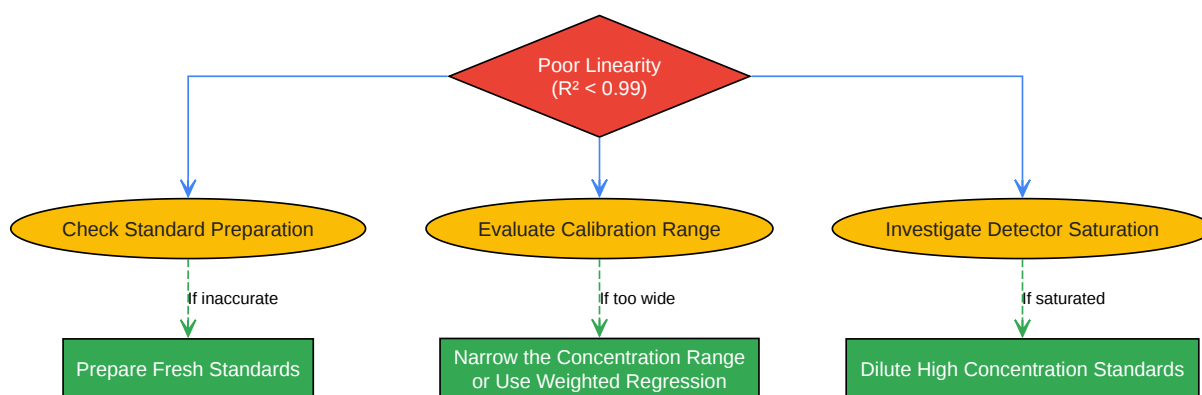 Poor Linearity
(R² < 0.99)
Check Standard Preparation
Evaluate Calibration Range
Investigate Detector Saturation
If inaccurate
If too wide
If saturated
Prepare Fresh Standards
Narrow the Concentration Range
or Use Weighted Regression
Dilute High Concentration Standards